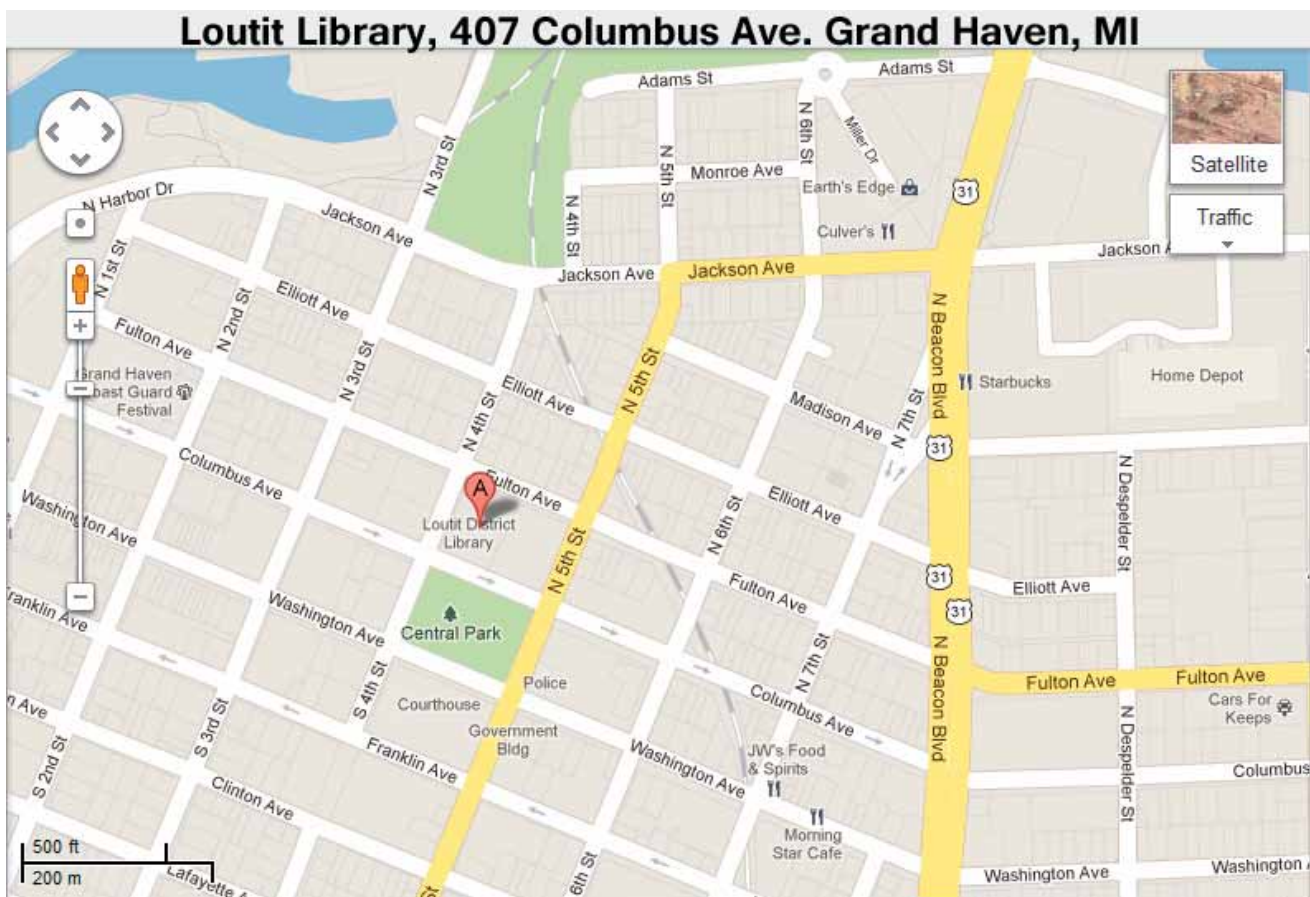 Loutit Library, 407 Columbus Ave. Grand Haven, MI
Adams St
Adams St
Satellite
Traffic
N 3rd St
N 5th St
N 6th St
Miller Dr
Monroe Ave
Earth's Edge
31
N Harbor Dr
Jackson Ave
N 4th St
Culver's
Jackson Ave
Jackson Ave
Jackson A
N 1st St
N 2nd St
Elliott Ave
Fulton Ave
N 3rd St
N Beacon Blvd
Grand Haven
oast Guard
Festival
Elliott Ave
N 5th St
Madison Ave
N 7th St
Starbucks
Home Depot
N 4th St
31
Columbus Ave
Washington Ave
A
Fulton Ave
Loutit District
Library
Elliott Ave
N 6th St
N Despelder St
N 5th St
31
Elliott Ave
31
Franklin Ave
Washington Ave
Central Park
Fulton Ave
N 7th St
N Beacon Blvd
Fulton Ave
Fulton Ave
Cars For
Keeps
S 4th St
Courthouse
Police
Government
Bldg
Columbus Ave
n Ave
S 3rd St
S 2nd St
Franklin Ave
Washington Ave
JW's Food
& Spirits
N Despelder St
Columbus
Clinton Ave
Morning
Star Cafe
500 ft
200 m
Lafayette A
6th St
Washington Ave
Washington